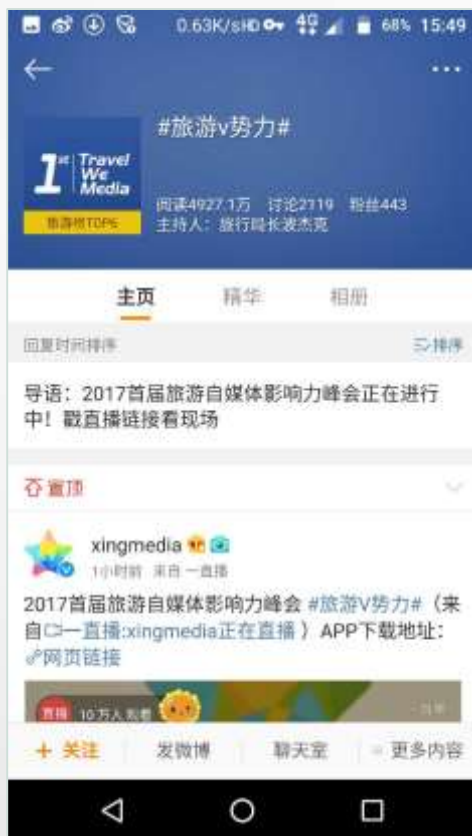 0.63K/s HD 4G 68% 15:49
#旅游v势力#
1st Travel
We
Media
旅游榜TOP6
阅读4927.1万 讨论2119 粉丝443
主持人：旅行局长波杰克
主页 精华 相册
回复时间排序 排序
导语：2017首届旅游自媒体影响力峰会正在进行
中！戳直播链接看现场
置顶
xingmedia
1小时前 来自 一直播
2017首届旅游自媒体影响力峰会 #旅游V势力#（来
自一直播:xingmedia正在直播 ）APP下载地址：
网页链接
直播 10万人观看
+ 关注 发微博 聊天室 更多内容